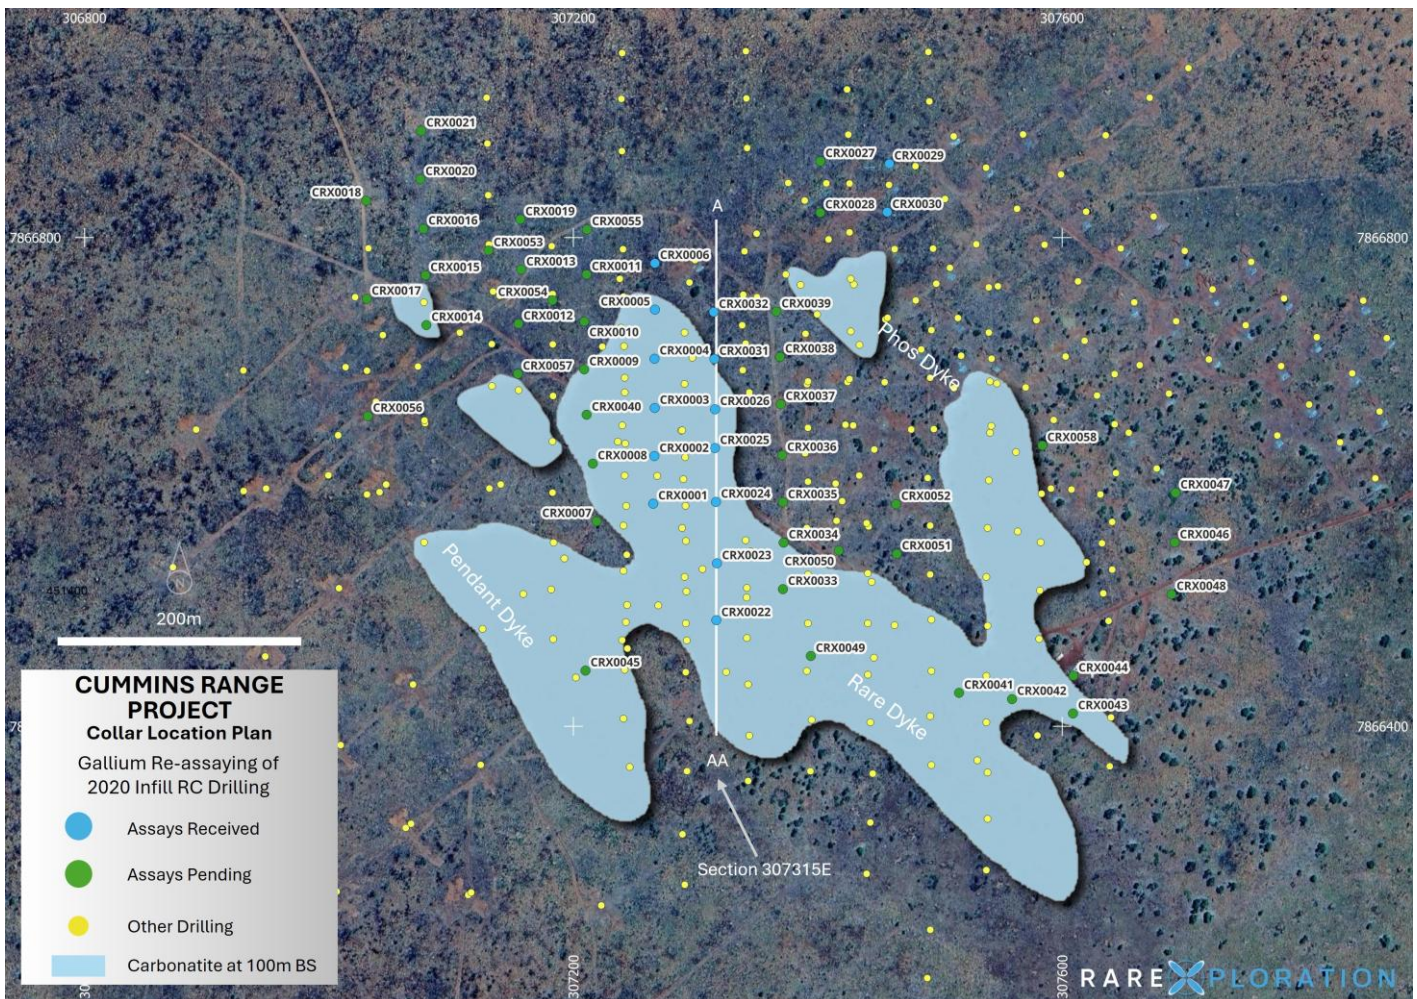 306800
307200
307600
CRX0021
CRX0027
CRX0029
CRX0020
CRX0018
CRX0028
CRX0030
A
CRX0016
CRX0019
CRX0055
7866800
7866800
CRX0053
CRX0006
CRX0015
CRX0013
CRX0011
CRX0017
CRX0054
CRX0005
CRX0032
CRX0039
CRX0014
CRX0012
CRX0010
Phos Dyke
CRX0004
CRX0031
CRX0038
CRX0057
CRX0009
CRX0056
CRX0040
CRX0003
CRX0026
CRX0037
CRX0058
CRX0008
CRX0002
CRX0025
CRX0036
CRX0001
CRX0024
CRX0035
CRX0052
CRX0047
CRX0007
CRX0034
CRX0046
Pendant Dyke
CRX0023
CRX0050
CRX0051
CRX0033
CRX0048
N
200m
CRX0022
CRX0045
CRX0049
CRX0044
Rare Dyke
CRX0041
CRX0042
CRX0043
7866400
AA
Section 307315E
CUMMINS RANGE
PROJECT
Collar Location Plan
Gallium Re-assaying of
2020 Infill RC Drilling
Assays Received
Assays Pending
Other Drilling
Carbonatite at 100m BS
307200
307600
RAREXPLORATION